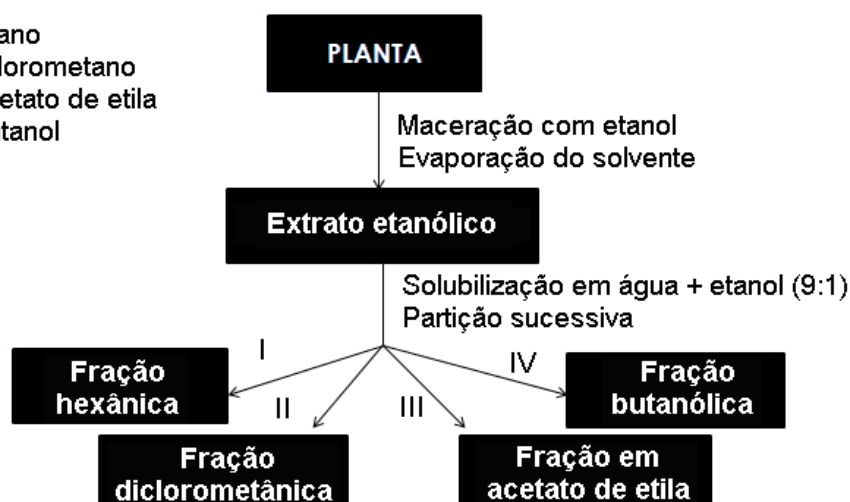 ano
lorometano
etato de etila
tanol
PLANTA
Maceração com etanol
Evaporação do solvente
Extrato etanólico
Solubilização em água + etanol (9:1)
Partição sucessiva
I
II
III
IV
Fração
hexânica
Fração
diclorometânica
Fração em
acetato de etila
Fração
butanólica